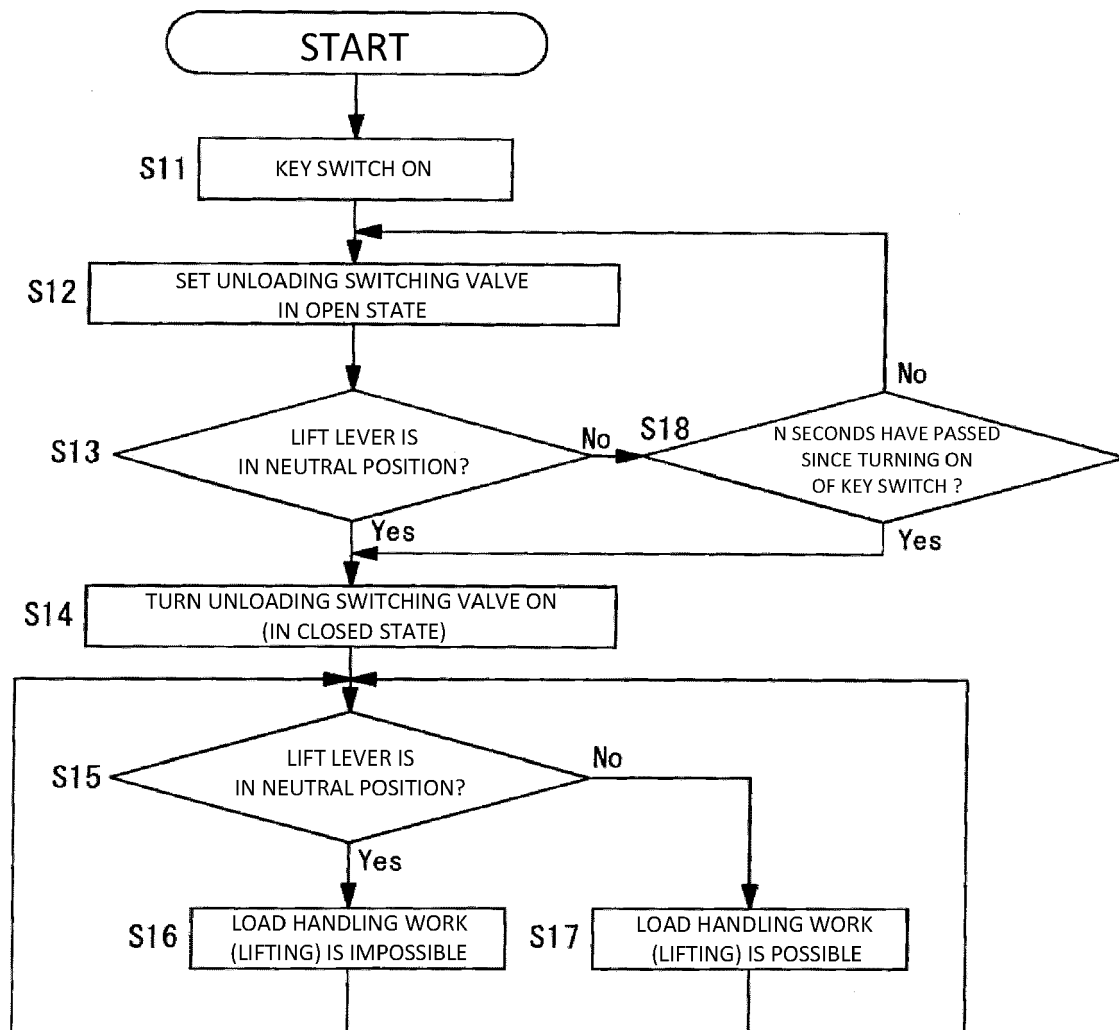 START
S11
KEY SWITCH ON
S12
SET UNLOADING SWITCHING VALVE
IN OPEN STATE
No
S13
LIFT LEVER IS
IN NEUTRAL POSITION?
No
S18
N SECONDS HAVE PASSED
SINCE TURNING ON
OF KEY SWITCH ?
Yes
Yes
S14
TURN UNLOADING SWITCHING VALVE ON
(IN CLOSED STATE)
S15
LIFT LEVER IS
IN NEUTRAL POSITION?
No
Yes
S16
LOAD HANDLING WORK
(LIFTING) IS IMPOSSIBLE
S17
LOAD HANDLING WORK
(LIFTING) IS POSSIBLE